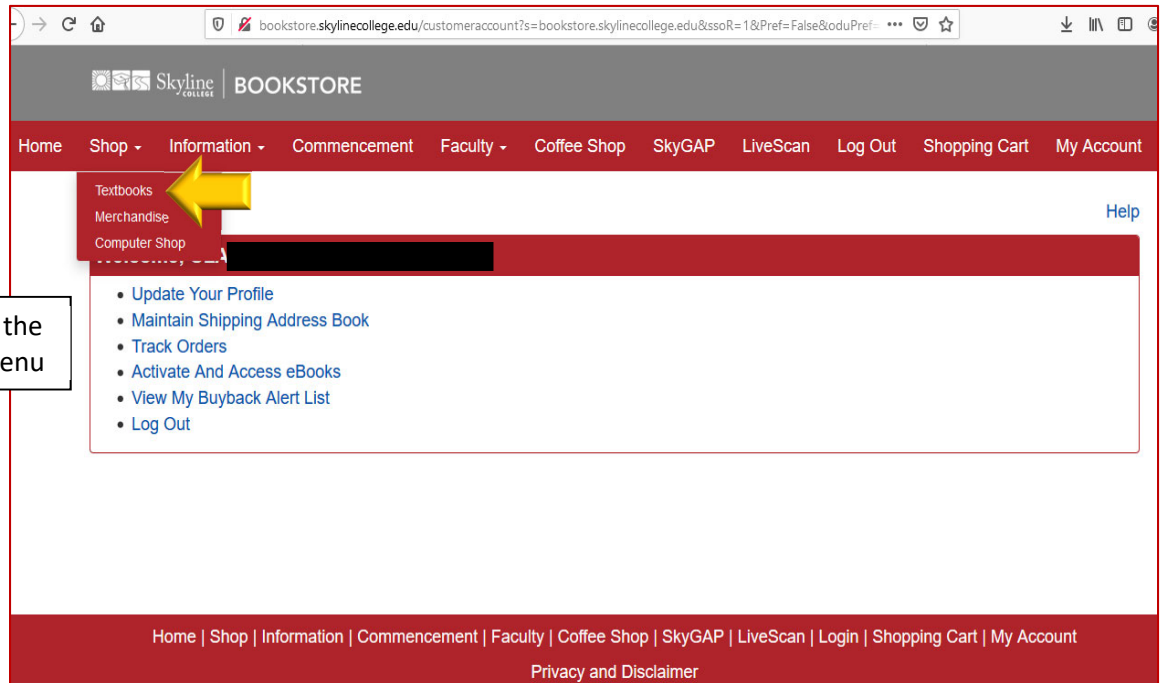 bookstore.skylinecollege.edu/customeraccount?s=bookstore.skylinecollege.edu&ssoR=1&Pref=False&oduPref=
Skyline COLLEGE | BOOKSTORE
Home Shop Information Commencement Faculty Coffee Shop SkyGAP LiveScan Log Out Shopping Cart My Account
Textbooks
Merchandise
Computer Shop
Help
the
enu
• Update Your Profile
• Maintain Shipping Address Book
• Track Orders
• Activate And Access eBooks
• View My Buyback Alert List
• Log Out
Home | Shop | Information | Commencement | Faculty | Coffee Shop | SkyGAP | LiveScan | Login | Shopping Cart | My Account
Privacy and Disclaimer